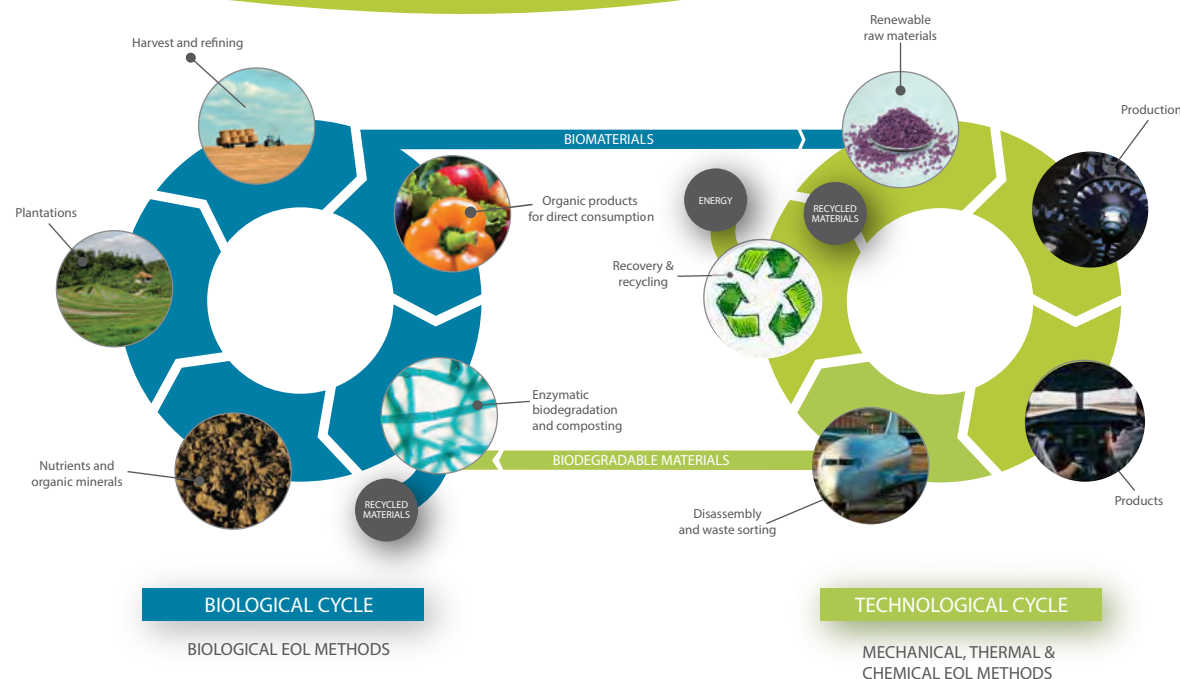 Harvest and refining
Renewable
raw materials
Production
BIOMATERIALS
Plantations
Organic products
for direct consumption
ENERGY
RECYCLED
MATERIALS
Recovery &
recycling
Enzymatic
biodegradation
and composting
BIODEGRADABLE MATERIALS
Nutrients and
organic minerals
RECYCLED
MATERIALS
Disassembly
and waste sorting
Products
BIOLOGICAL CYCLE
TECHNOLOGICAL CYCLE
BIOLOGICAL EOL METHODS
MECHANICAL, THERMAL &
CHEMICAL EOL METHODS